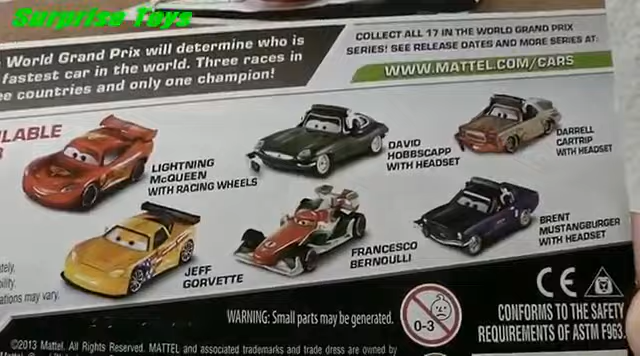 Surprise Toys
World Grand Prix will determine who is
fastest car in the world. Three races in
countries and only one champion!
COLLECT ALL 17 IN THE WORLD GRAND PRIX
SERIES! SEE RELEASE DATES AND MORE SERIES AT:
WWW.MATTEL.COM/CARS
LIGHTNING
McQUEEN
WITH RACING WHEELS
DAVID
HOBBSCAPP
WITH HEADSET
DARRELL
CARTRIP
WITH HEADSET
JEFF
GORVETTE
FRANCESCO
BERNOULLI
BRENT
MUSTANGBURGER
WITH HEADSET
may vary.
WARNING: Small parts may be generated.
0-3
CE
CONFORMS TO THE SAFETY
REQUIREMENTS OF ASTM F963.
©2013 Mattel. All Rights Reserved. MATTEL and associated trademarks and trade dress are owned by